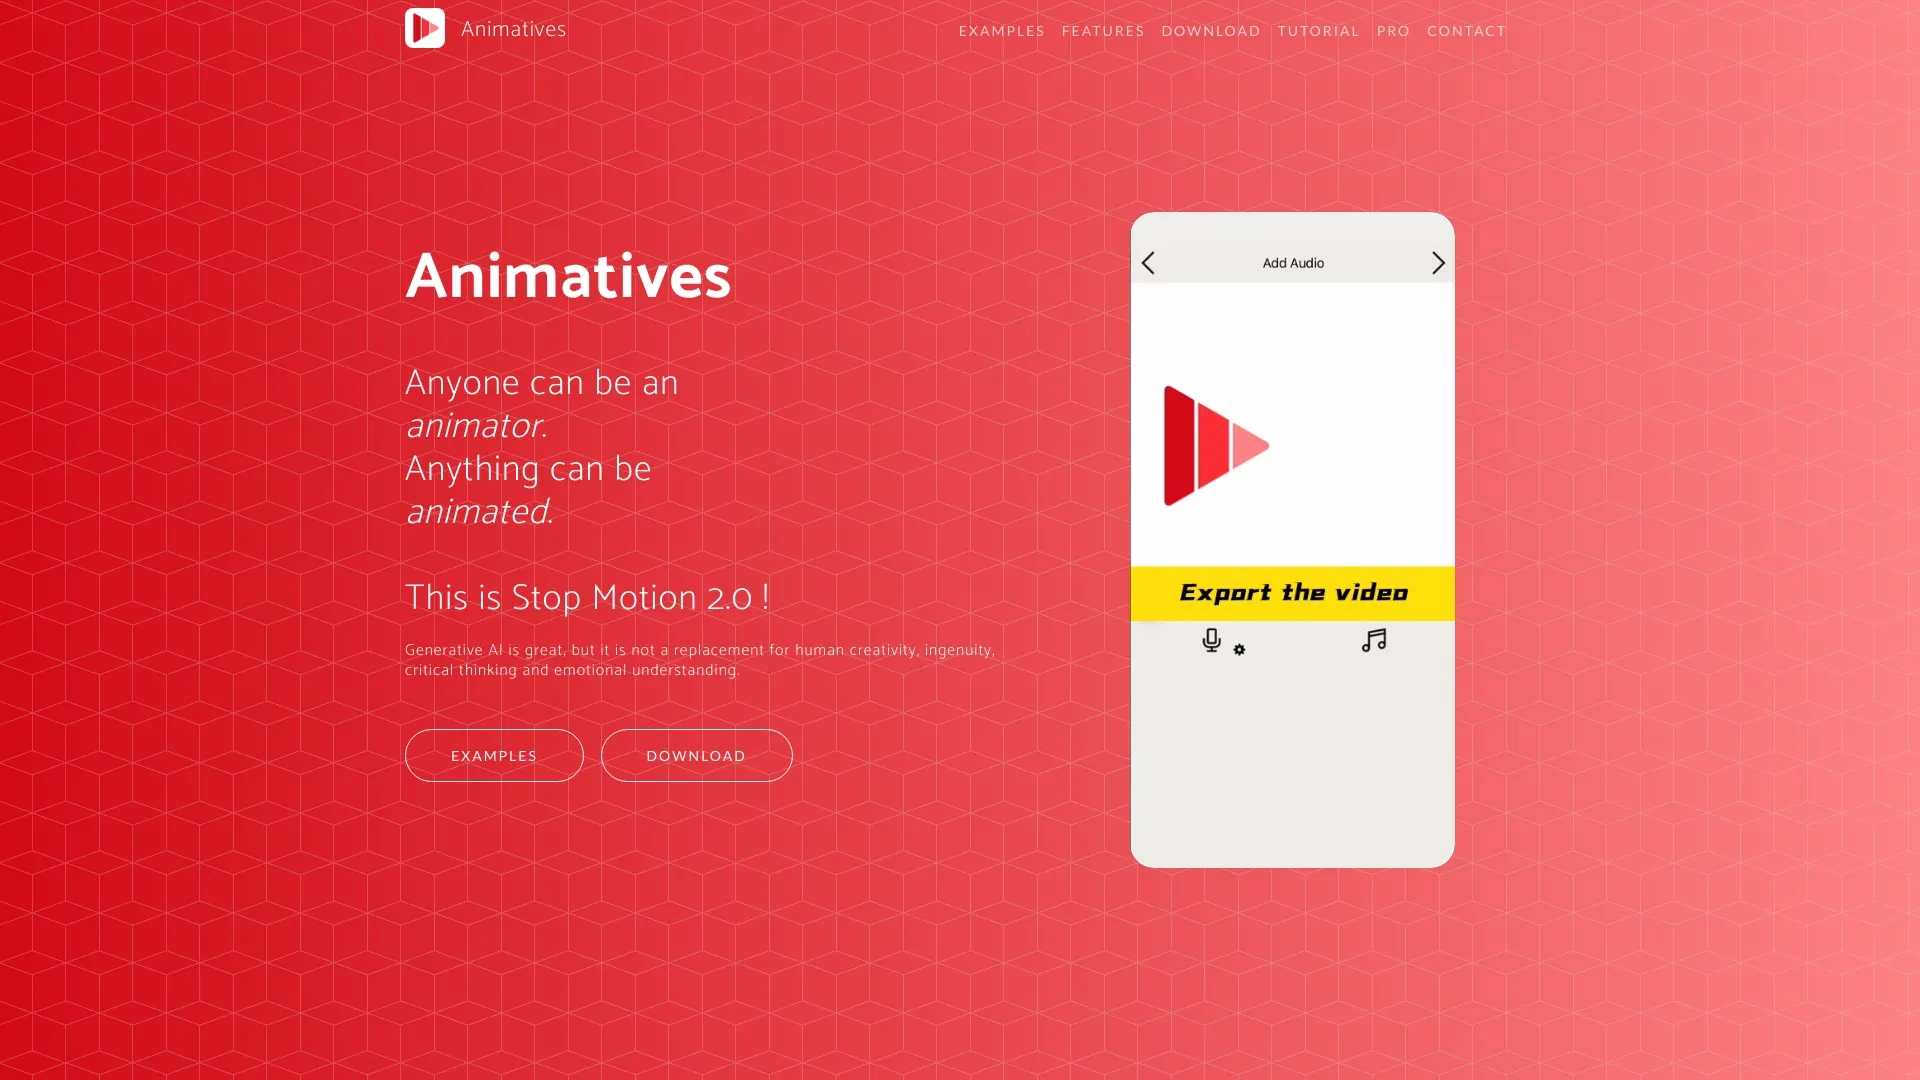 Animatives
EXAMPLES FEATURES DOWNLOAD TUTORIAL PRO CONTACT
Animatives
Anyone can be an
animator.
Anything can be
animated.
This is Stop Motion 2.0 !
Generative AI is great, but it is not a replacement for human creativity, ingenuity,
critical thinking and emotional understanding.
EXAMPLES DOWNLOAD
Add Audio
Export the video